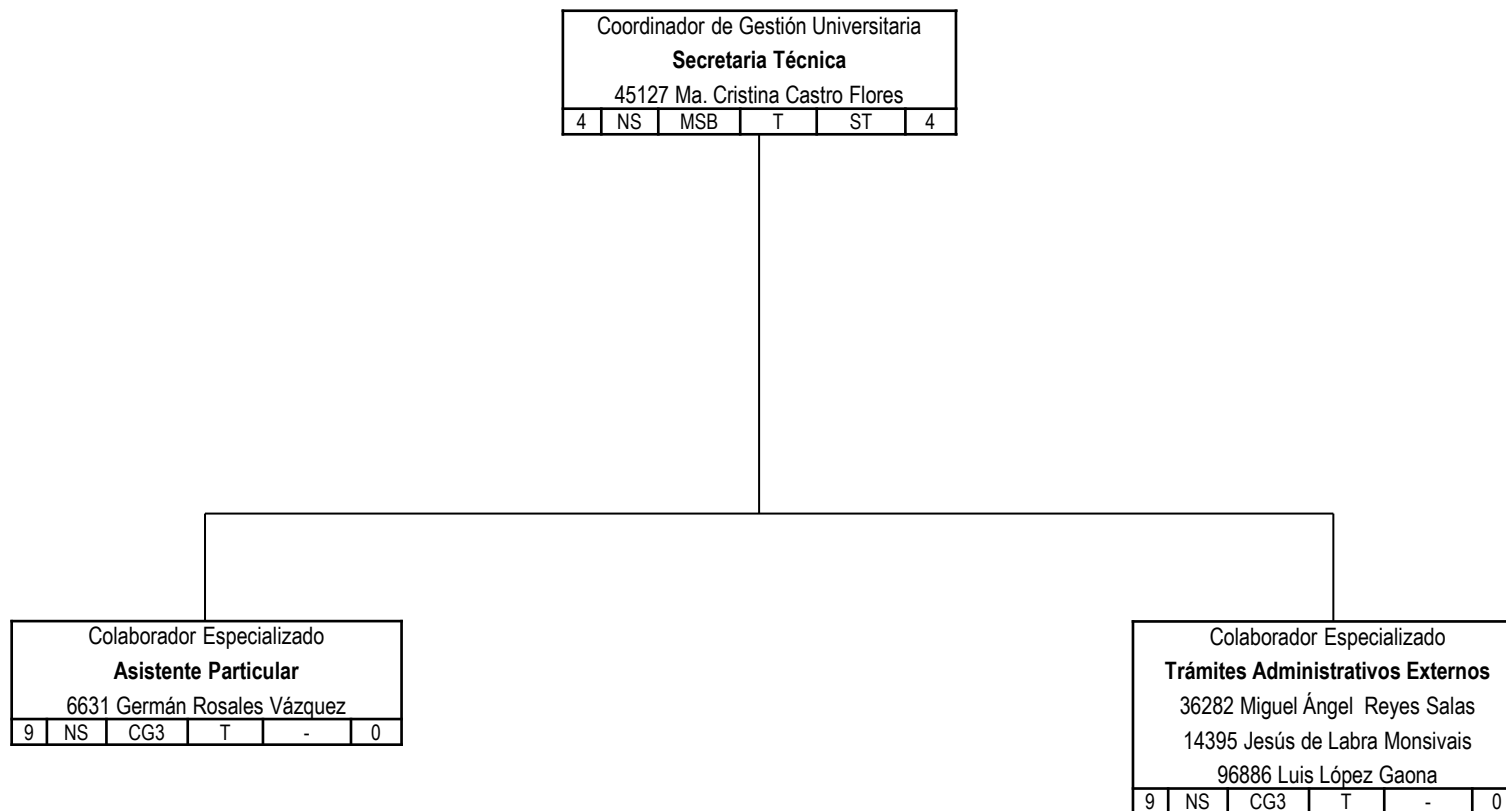 Coordinador de Gestión Universitaria
Secretaria Técnica
45127 Ma. Cristina Castro Flores
4 NS MSB T ST 4
Colaborador Especializado
Asistente Particular
6631 Germán Rosales Vázquez
9 NS CG3 T - 0
Colaborador Especializado
Trámites Administrativos Externos
36282 Miguel Ángel  Reyes Salas
14395 Jesús de Labra Monsivais
96886 Luis López Gaona
9 NS CG3 T - 0